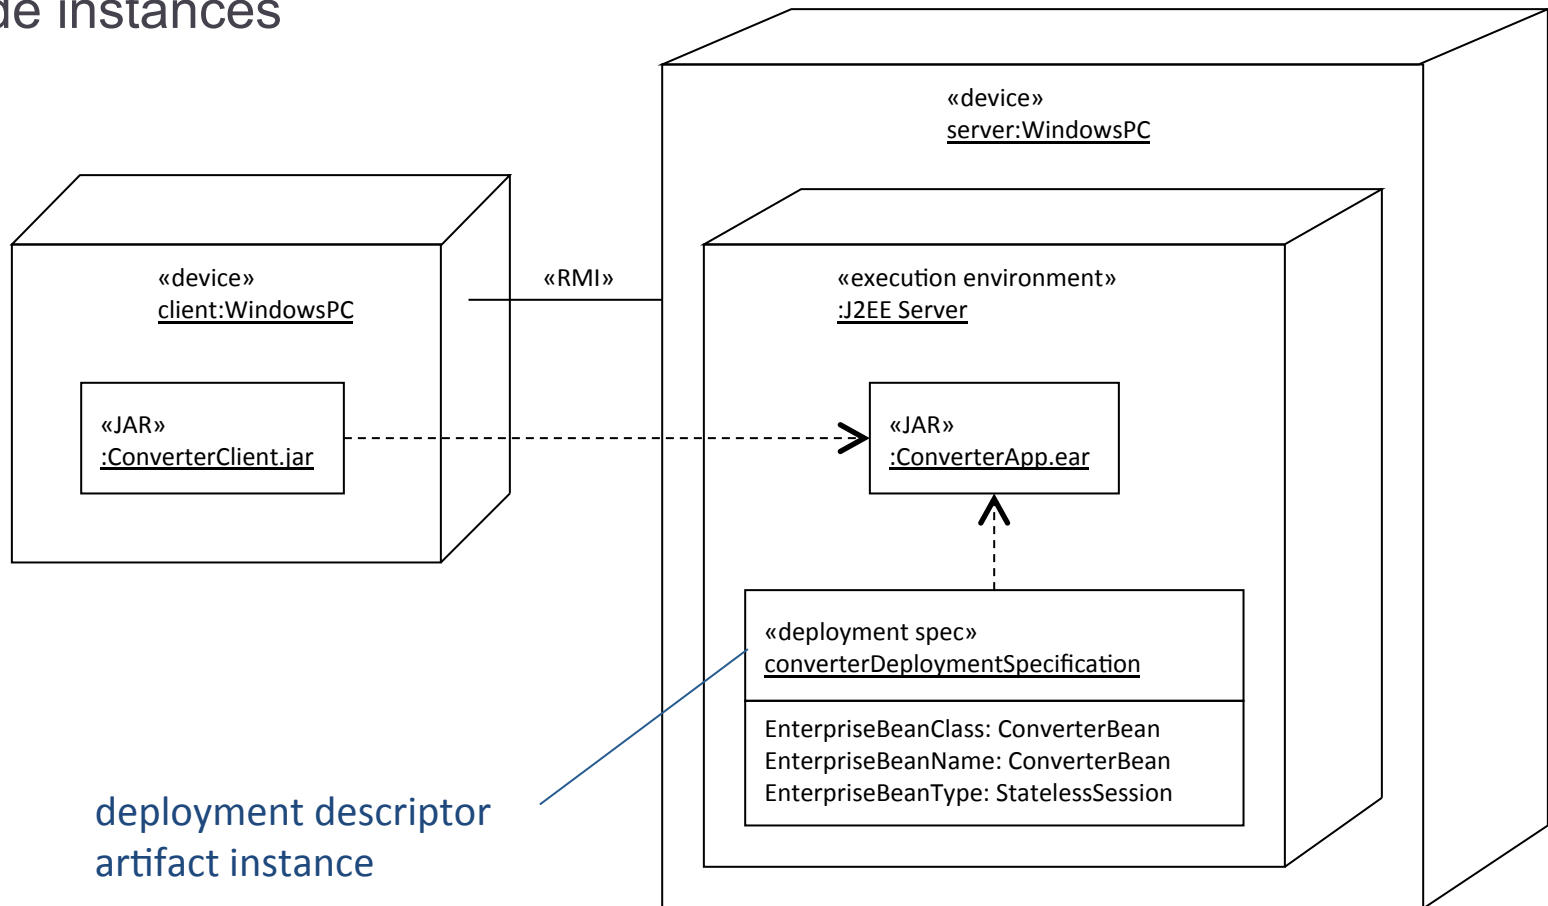 de instances
«device»
server:WindowsPC
«device»
client:WindowsPC
«RMI»
«execution environment»
:J2EE Server
«JAR»
:ConverterClient.jar
«JAR»
:ConverterApp.ear
«deployment spec»
converterDeploymentSpecification
EnterpriseBeanClass: ConverterBean
EnterpriseBeanName: ConverterBean
EnterpriseBeanType: StatelessSession
deployment descriptor
artifact instance